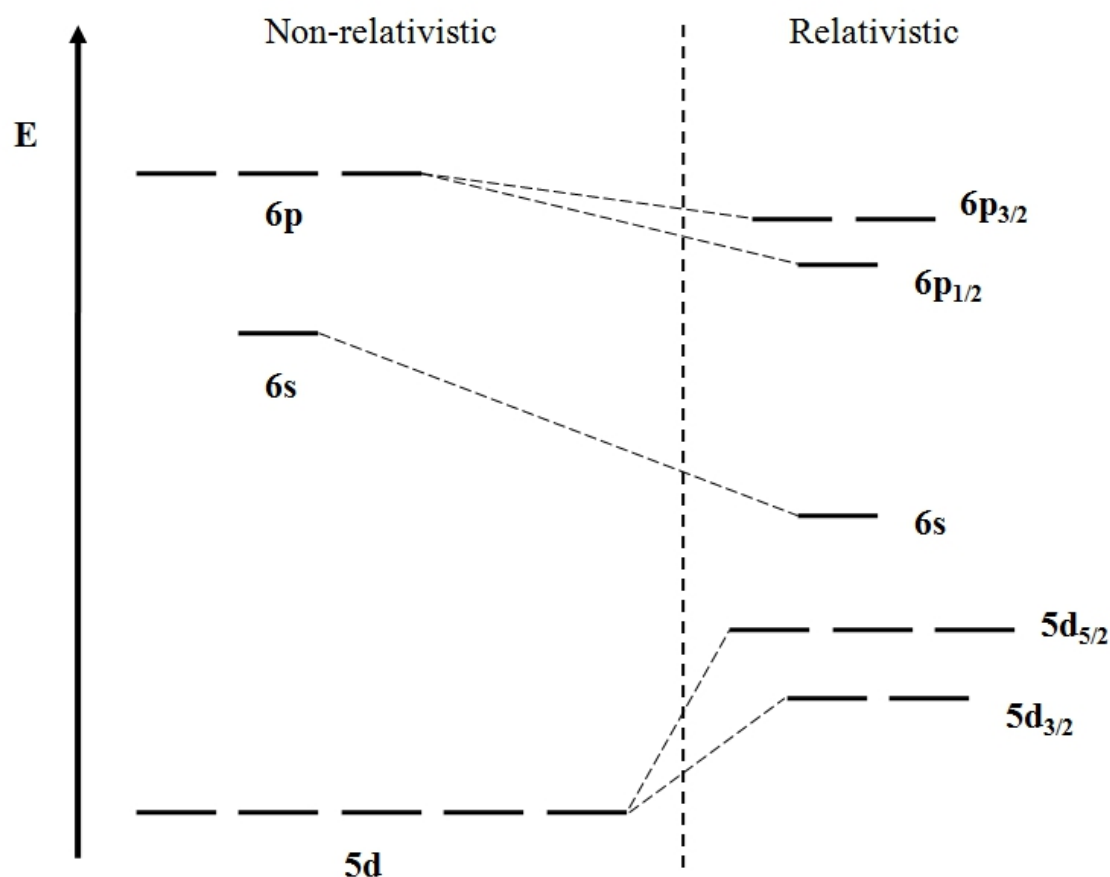 Non-relativistic
Relativistic
E
6p
6p3/2
6p1/2
6s
6s
5d5/2
5d3/2
5d